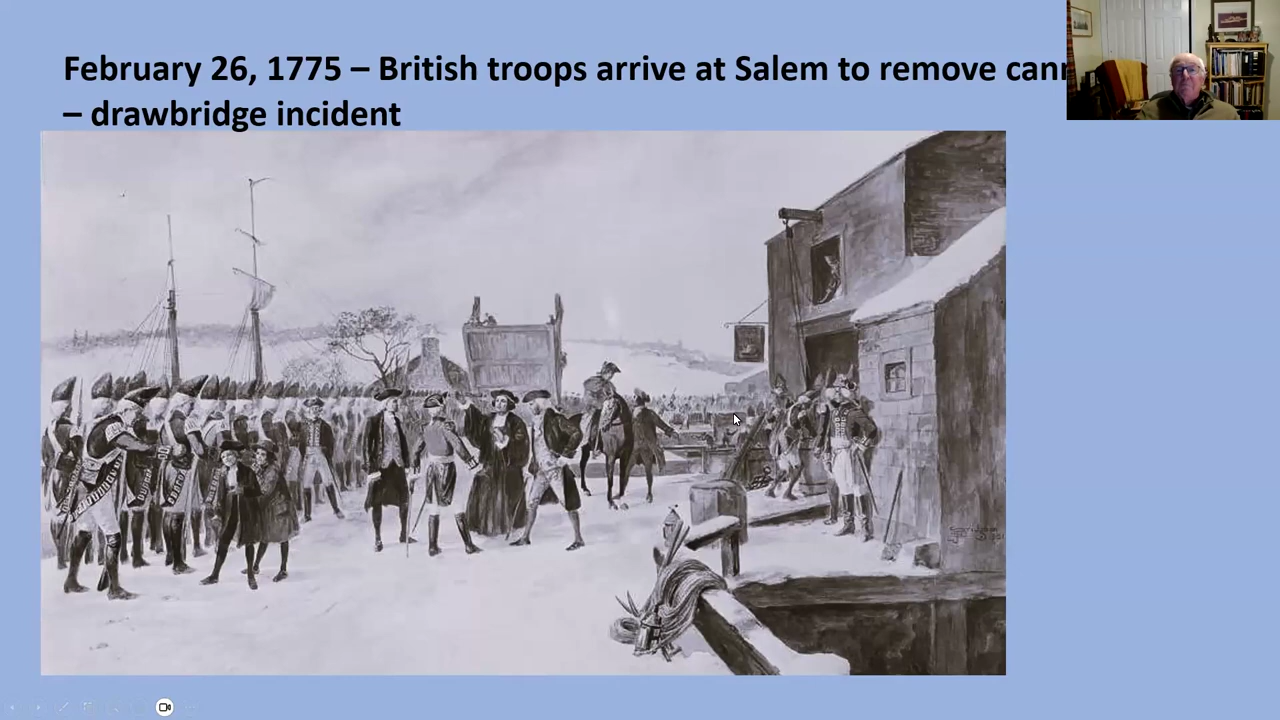 February 26, 1775 – British troops arrive at Salem to remove can
– drawbridge incident